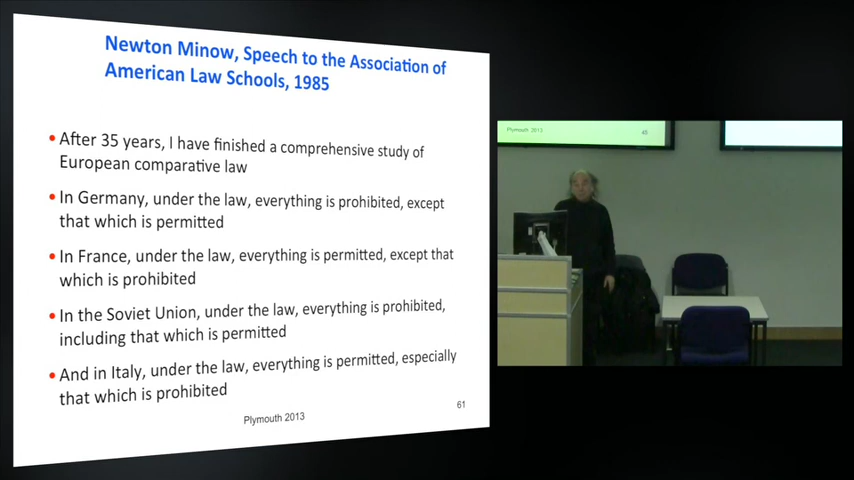 Newton Minow, Speech to the Association of
American Law Schools, 1985
• After 35 years, I have finished a comprehensive study of
European comparative law
• In Germany, under the law, everything is prohibited, except
that which is permitted
• In France, under the law, everything is permitted, except that
which is prohibited
• In the Soviet Union, under the law, everything is prohibited,
including that which is permitted
• And in Italy, under the law, everything is permitted, especially
that which is prohibited
Plymouth 2013
61
Plymouth 2013
45